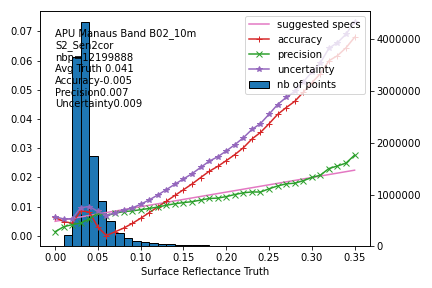 APU Manaus Band B02_10m
S2_Sen2cor
nbp=12199888
Avg Truth 0.041
Accuracy-0.005
Precision0.007
Uncertainty0.009
suggested specs
accuracy
precision
uncertainty
nb of points
0.07
0.06
0.05
0.04
0.03
0.02
0.01
0.00
4000000
3000000
2000000
1000000
0
0.00 0.05 0.10 0.15 0.20 0.25 0.30 0.35
Surface Reflectance Truth